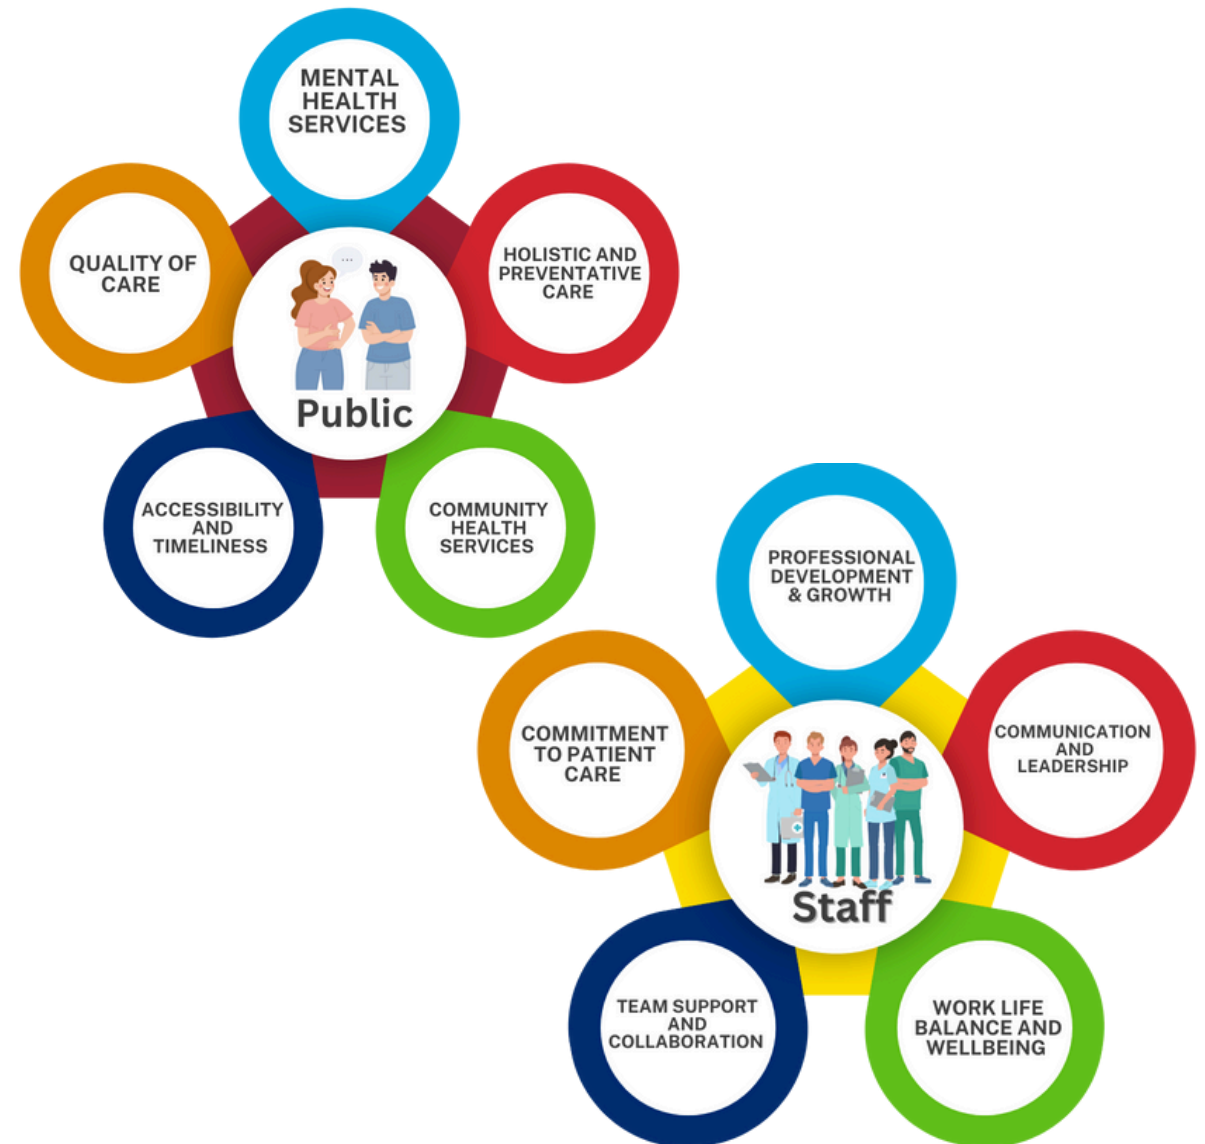 MENTAL
HEALTH
SERVICES
QUALITY OF
CARE
HOLISTIC AND
PREVENTATIVE
CARE
Public
ACCESSIBILITY
AND
TIMELINESS
COMMUNITY
HEALTH
SERVICES
PROFESSIONAL
DEVELOPMENT
& GROWTH
COMMITMENT
TO PATIENT
CARE
COMMUNICATION
AND
LEADERSHIP
Staff
TEAM SUPPORT
AND
COLLABORATION
WORK LIFE
BALANCE AND
WELLBEING